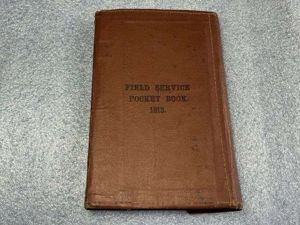 FIELD SERVICE
POCKET BOOK.
1913.